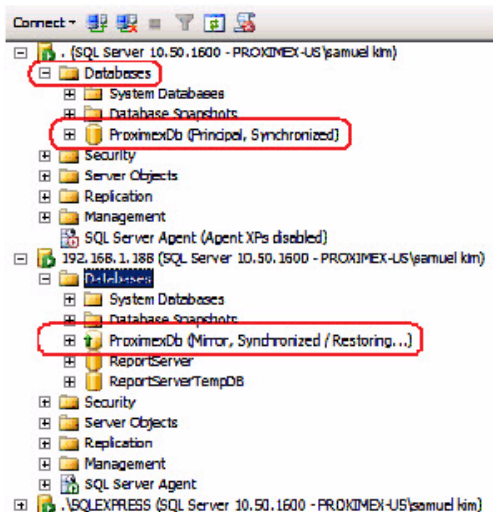 Connect
. (SQL Server 10.50.1600 - PROXIMEX-US\samuel kim)
Databases
System Databases
Database Snapshots
ProximexDb (Principal, Synchronized)
Security
Server Objects
Replication
Management
SQL Server Agent (Agent XPs disabled)
192.168.1.188 (SQL Server 10.50.1600 - PROXIMEX-US\samuel kim)
Databases
System Databases
Database Snapshots
ProximexDb (Mirror, Synchronized / Restoring...)
ReportServer
ReportServerTempDB
Security
Server Objects
Replication
Management
SQL Server Agent
.\SQLEXPRESS (SQL Server 10.50.1600 - PROXIMEX-US\samuel kim)